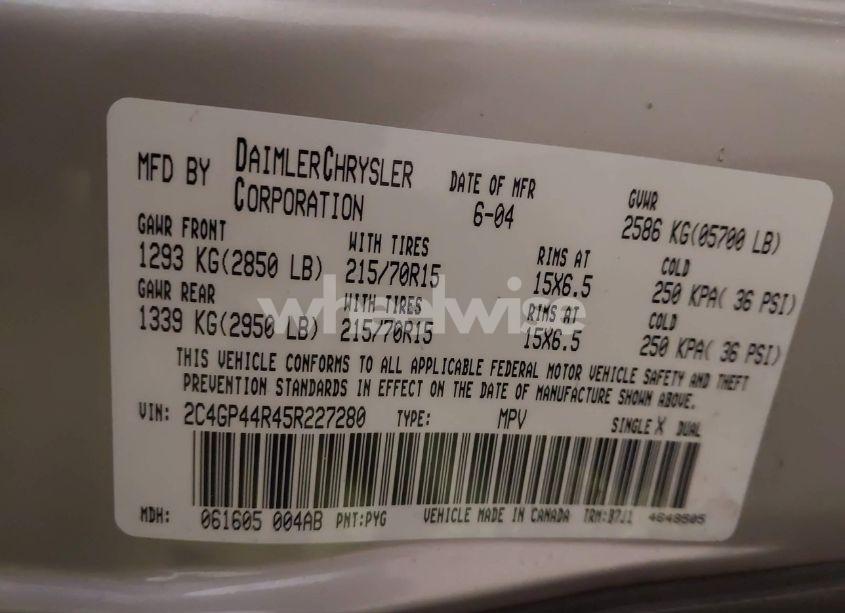 MFD BY DAIMLERCHRYSLER CORPORATION DATE OF MFR 6-04 GVWR 2586 KG(05700 LB)
GAWR FRONT WITH TIRES RIMS AT COLD
1293 KG(2850 LB) 215/70R15 15X6.5 250 KPA( 36 PSI)
GAWR REAR WITH TIRES RIMS AT COLD
1339 KG(2950 LB) 215/70R15 15X6.5 250 KPA( 36 PSI)
THIS VEHICLE CONFORMS TO ALL APPLICABLE FEDERAL MOTOR VEHICLE SAFETY AND THEFT
PREVENTION STANDARDS IN EFFECT ON THE DATE OF MANUFACTURE SHOWN ABOVE.
VIN: 2C4GP44R45R227280 TYPE: MPV SINGLE X DUAL
MDH: 061605 004AB PNT:PYG VEHICLE MADE IN CANADA TRM:B7J1 4648505
wheelwise